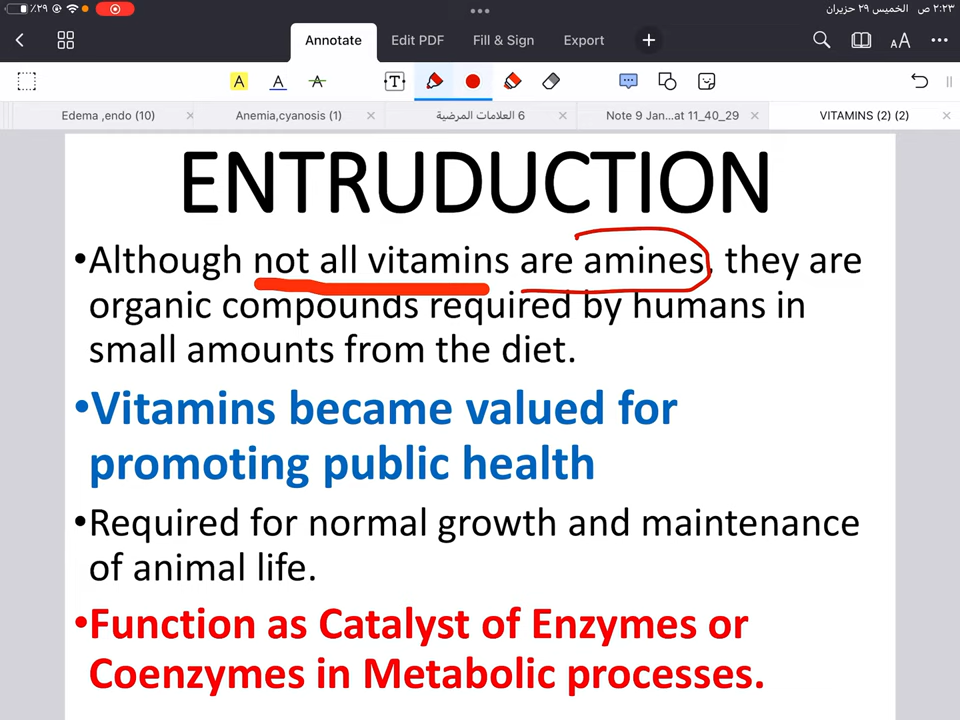 ٪٢٩ ٢:٢٣ ص الخميس ٢٩ حزيران
Annotate Edit PDF Fill & Sign Export
Edema ,endo (10) Anemia,cyanosis (1) 6 العلامات المرضية Note 9 Jan...at 11_40_29 VITAMINS (2) (2)
ENTRUDUCTION
•Although not all vitamins are amines, they are
organic compounds required by humans in
small amounts from the diet.
•Vitamins became valued for
promoting public health
•Required for normal growth and maintenance
of animal life.
•Function as Catalyst of Enzymes or
Coenzymes in Metabolic processes.